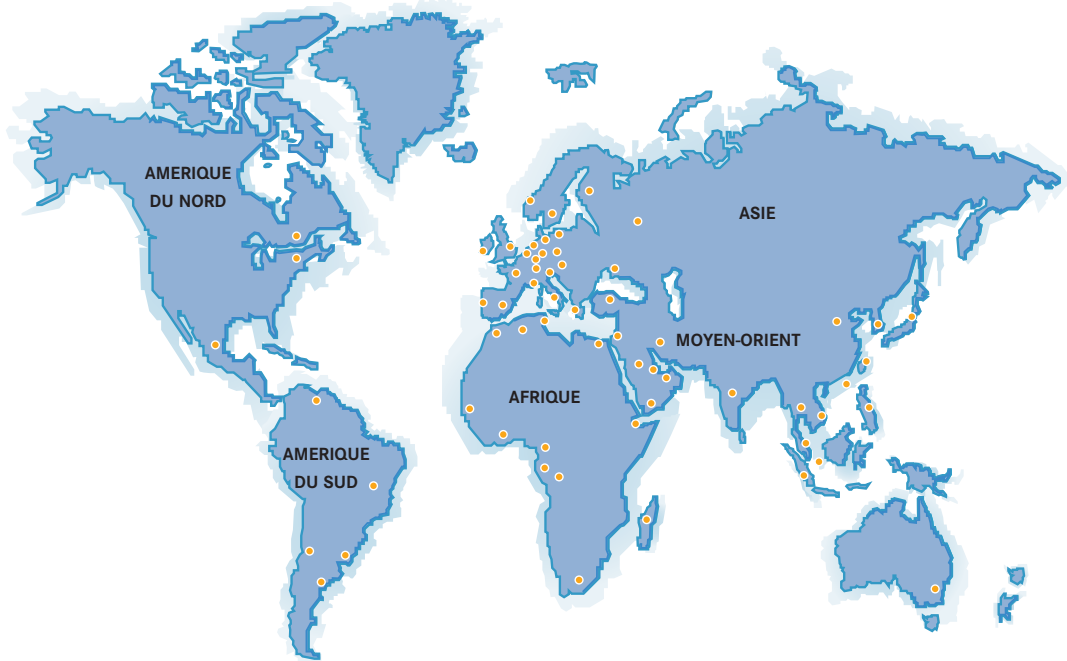 AMERIQUE
DU NORD
ASIE
MOYEN-ORIENT
AFRIQUE
AMERIQUE
DU SUD